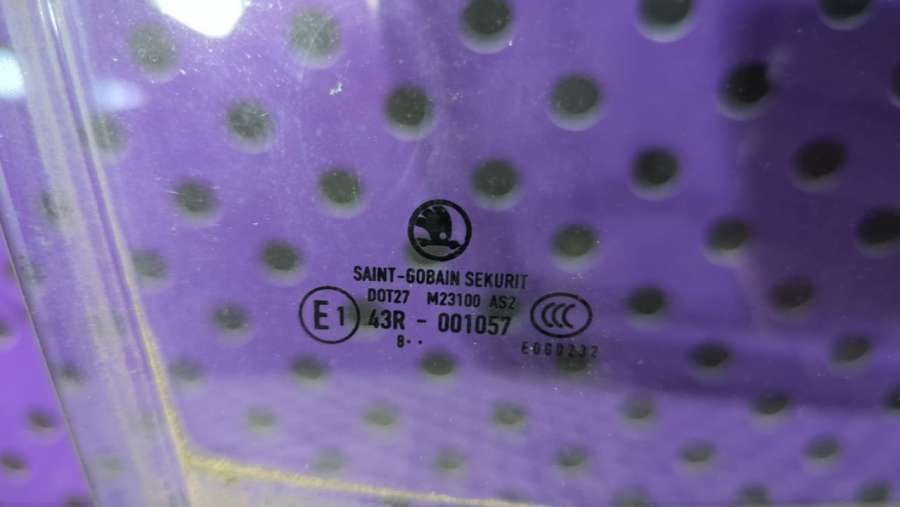 SAINT-GOBAIN SEKURIT
DOT27 M23100 AS2
E1 43R - 001057 CCC
8··
E000232